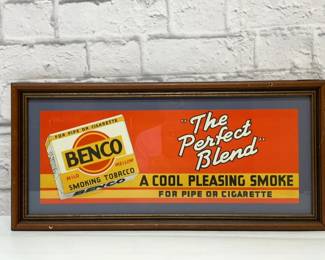 FOR PIPE OR CIGARETTE
BENCO
MILD MELLOW
SMOKING TOBACCO
BENCO
"The
Perfect
Blend"
A COOL PLEASING SMOKE
FOR PIPE OR CIGARETTE